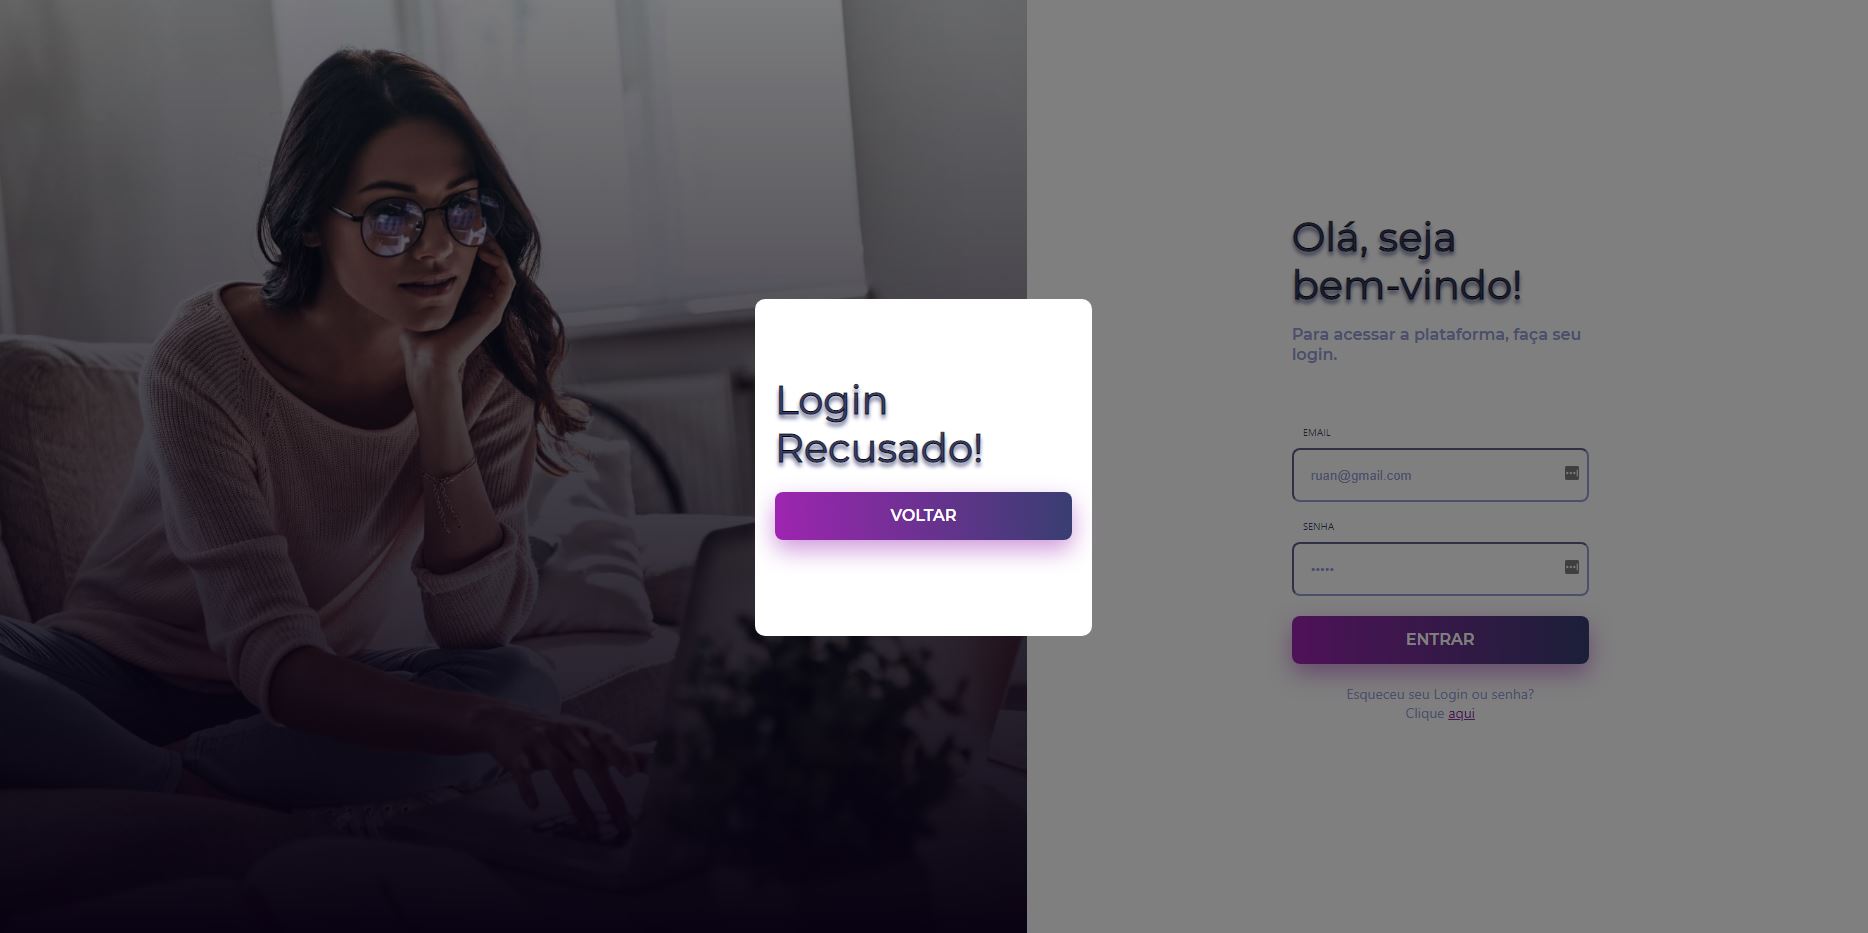 Login
Recusado!
VOLTAR
Olá, seja
bem-vindo!
Para acessar a plataforma, faça seu
login.
EMAIL
ruan@gmail.com
SENHA
•••••
ENTRAR
Esqueceu seu Login ou senha?
Clique aqui